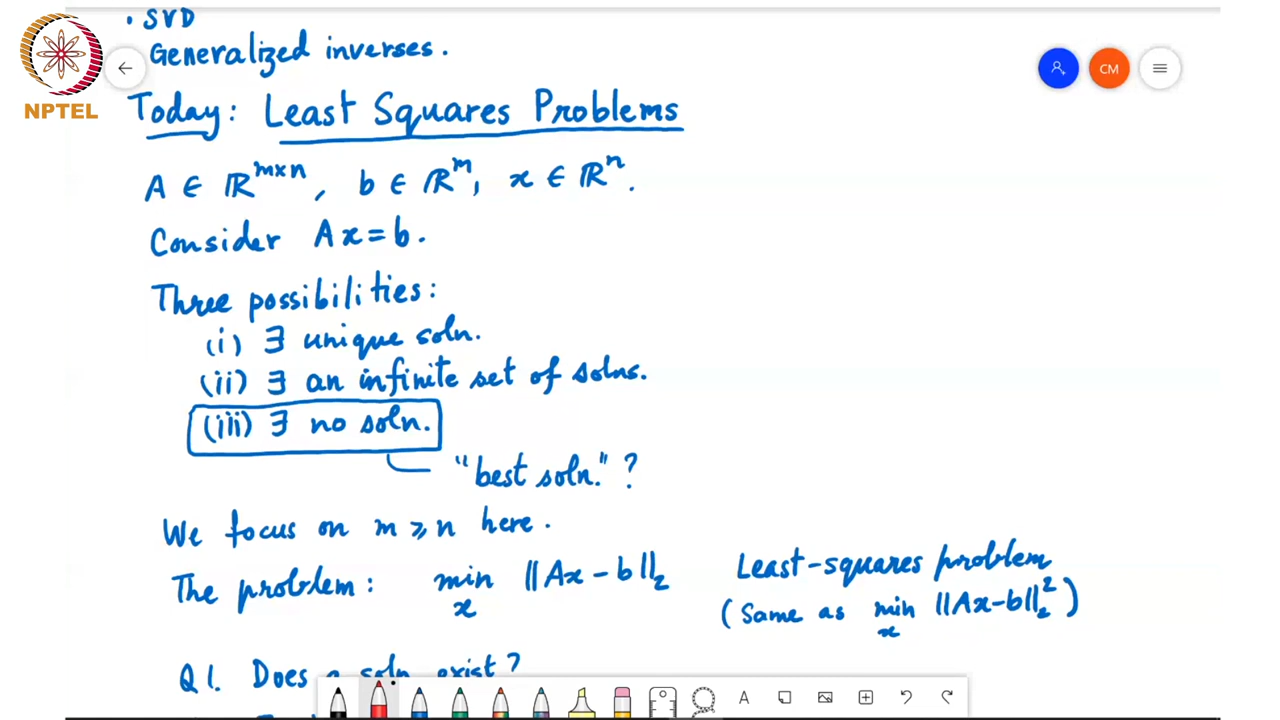 • SVD
Generalized inverses.
NPTEL
CM
Today: Least Squares Problems
A ∈ ℝ^{m×n}, b ∈ ℝ^m, x ∈ ℝ^n.
Consider Ax = b.
Three possibilities:
(i) ∃ unique soln.
(ii) ∃ an infinite set of solns.
(iii) ∃ no soln.
"best soln." ?
We focus on m ≥ n here.
The problem: min_x ‖Ax - b‖_2 Least-squares problem
(Same as min_x ‖Ax-b‖_2^2)
Q1. Does a soln exist?
A